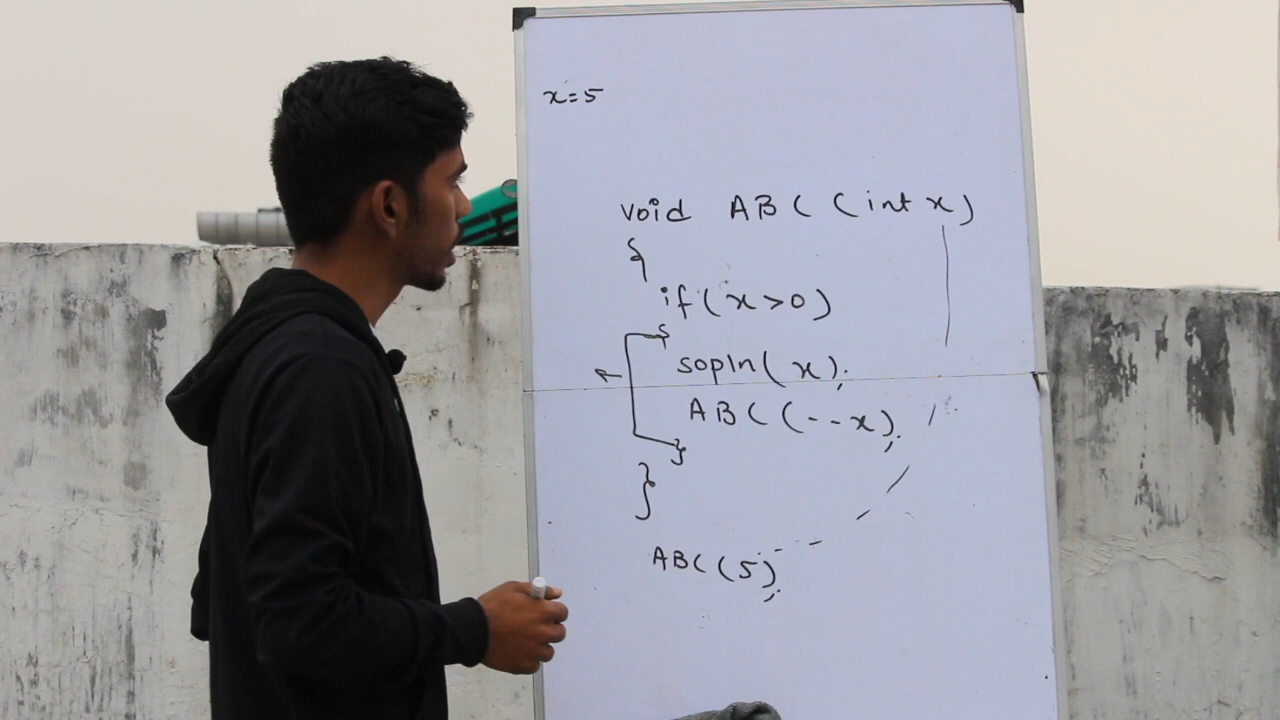 x=5
void ABC (int x)
{
if(x>0)
{
sopln(x);
ABC(--x);
}
}
ABC(5);